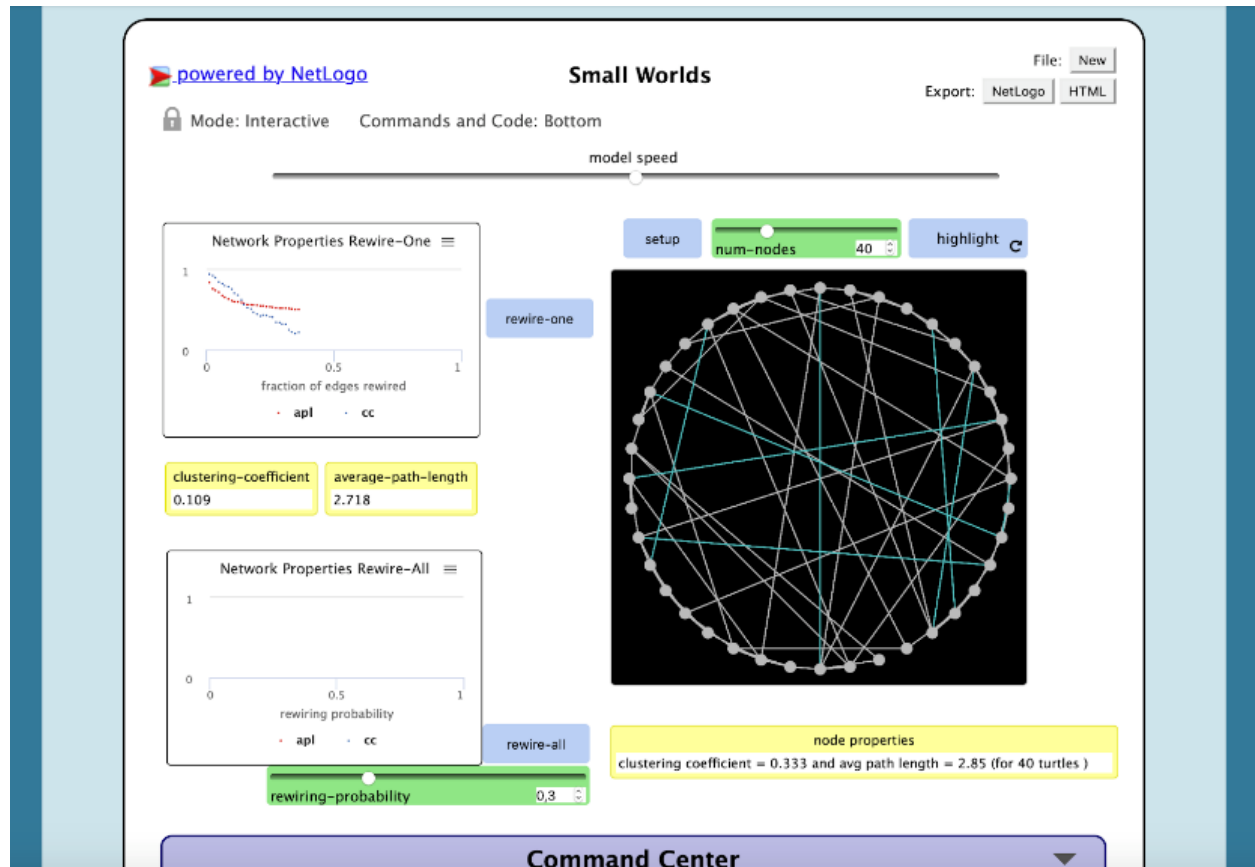 powered by NetLogo
Small Worlds
File: New
Export: NetLogo HTML
Mode: Interactive Commands and Code: Bottom
model speed
Network Properties Rewire-One
1
0
0 0.5 1
fraction of edges rewired
apl cc
rewire-one
setup
num-nodes 40
highlight
clustering-coefficient
0.109
average-path-length
2.718
Network Properties Rewire-All
1
0
0 0.5 1
rewiring probability
apl cc
rewire-all
rewiring-probability 0,3
node properties
clustering coefficient = 0.333 and avg path length = 2.85 (for 40 turtles )
Command Center